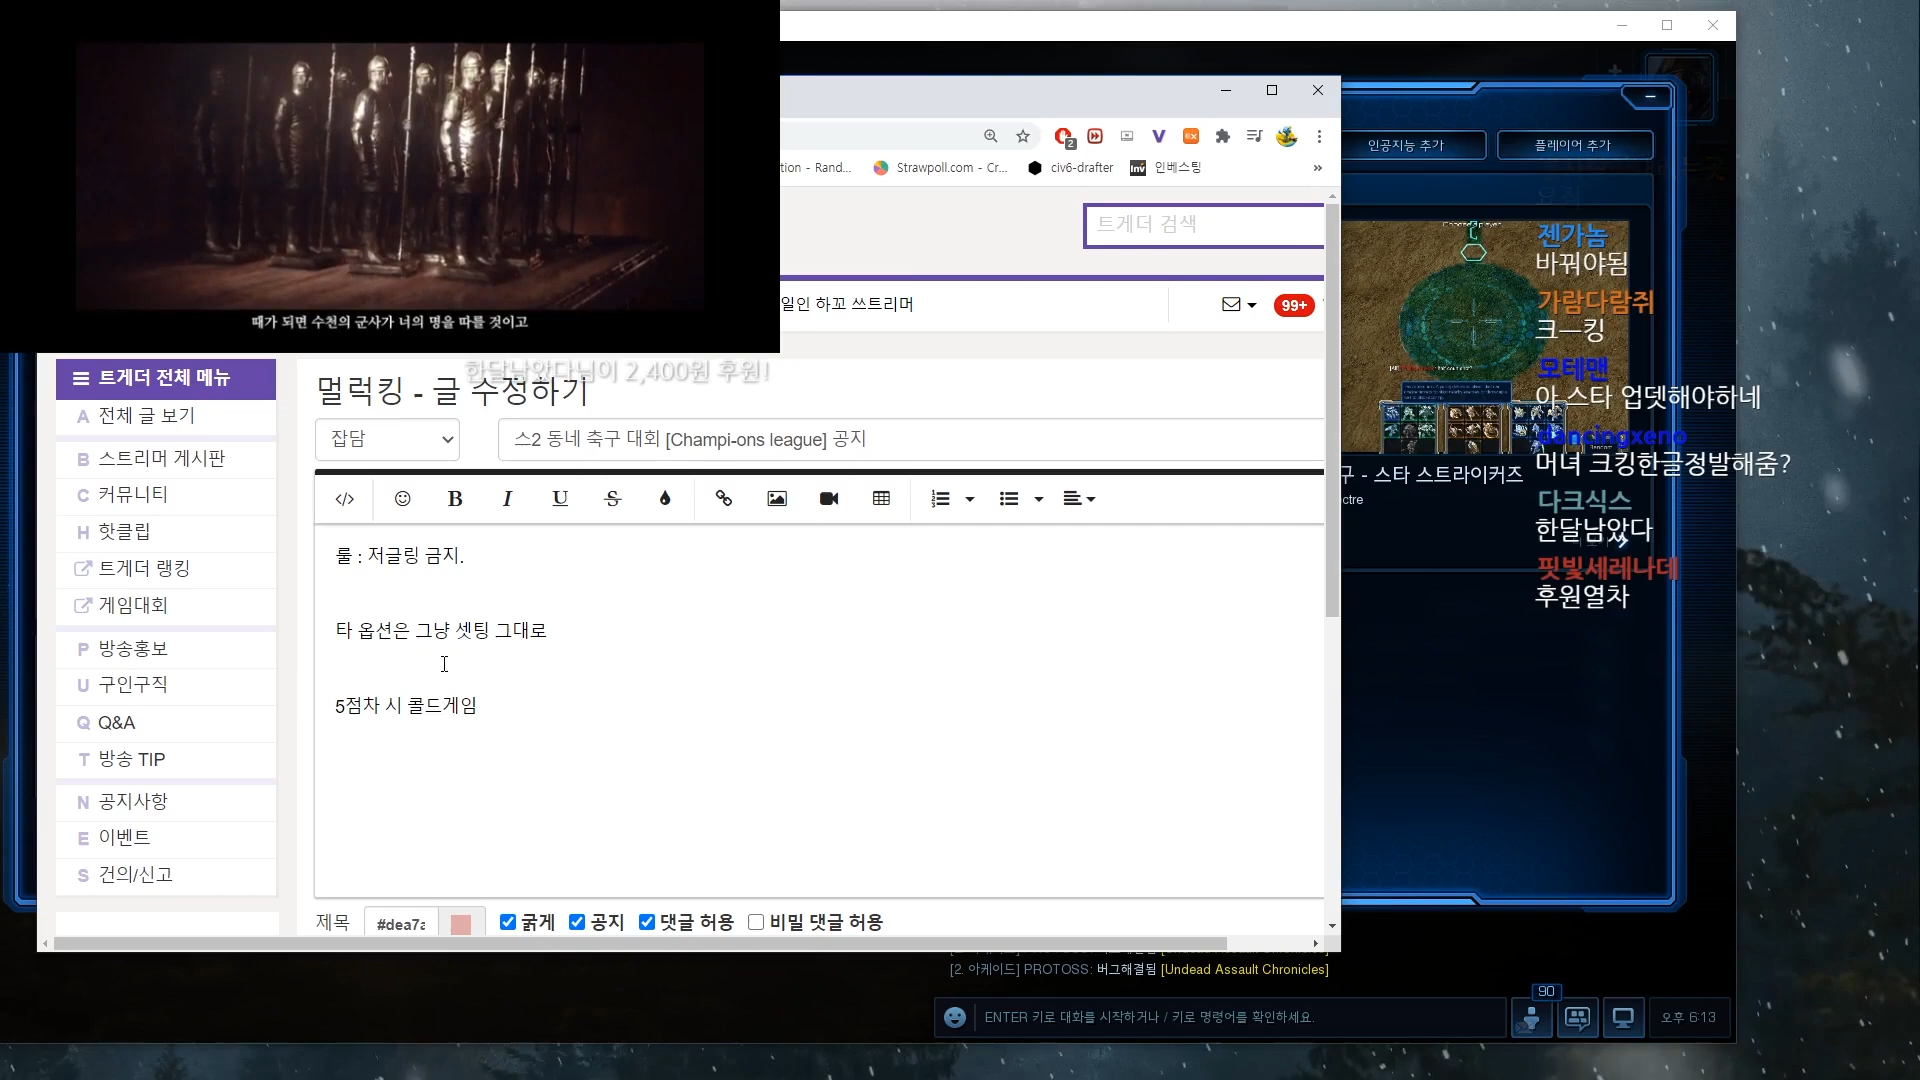 때가 되면 수천의 군사가 너의 명을 따를 것이고
한달남았다님이 2,400원 후원!
tion - Rand...
Strawpoll.com - Cr...
civ6-drafter
인베스팅
»
2
트게더 검색
일인 하꼬 쓰트리머
99+
트게더 전체 메뉴
A 전체 글 보기
B 스트리머 게시판
C 커뮤니티
H 핫클립
트게더 랭킹
게임대회
P 방송홍보
U 구인구직
Q Q&A
T 방송 TIP
N 공지사항
E 이벤트
S 건의/신고
멀럭킹 - 글 수정하기
잡담
스2 동네 축구 대회 [Champi-ons league] 공지
룰 : 저글링 금지.
타 옵션은 그냥 셋팅 그대로
5점차 시 콜드게임
제목
#dea7a
굵게
공지
댓글 허용
비밀 댓글 허용
인공지능 추가
플레이어 추가
구 - 스타 스트라이커즈
ctre
젠가놈
바꿔야됨
가람다람쥐
크—킹
모테맨
아 스타 업뎃해야하네
dancingxeno
머녀 크킹한글정발해줌?
다크식스
한달남았다
핏빛세레나데
후원열차
[2. 아케이드] PROTOSS: 버그해결됨 [Undead Assault Chronicles]
ENTER 키로 대화를 시작하거나 / 키로 명령어를 확인하세요.
90
오후 6:13